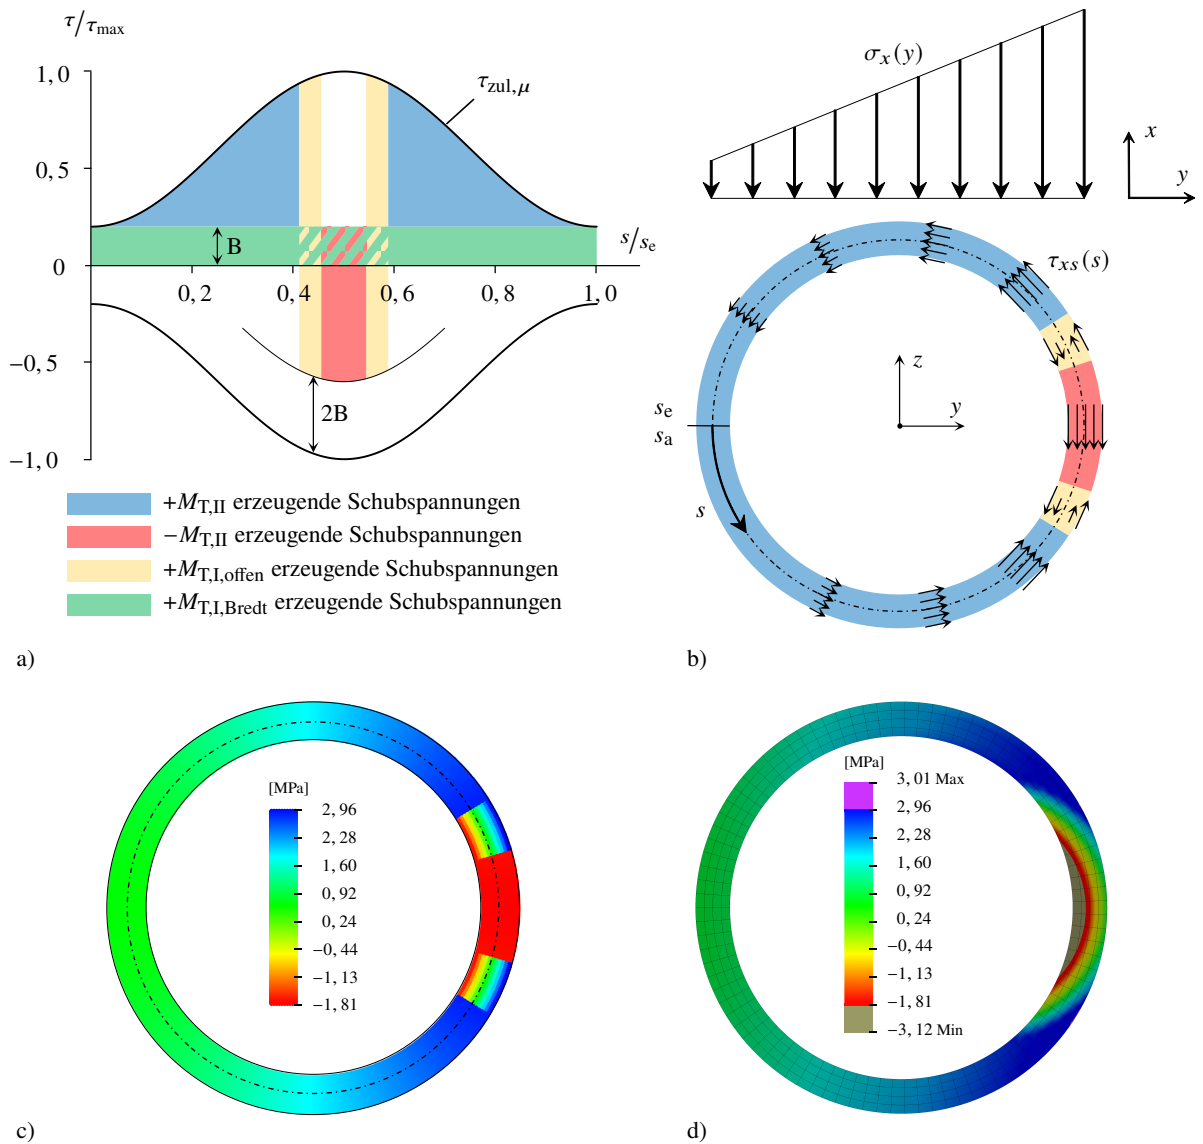 τ/τmax
1,0
0,5
0
−0,5
−1,0
τzul,μ
B
s/se
0,2
0,4
0,6
0,8
1,0
2B
+MT,II erzeugende Schubspannungen
−MT,II erzeugende Schubspannungen
+MT,I,offen erzeugende Schubspannungen
+MT,I,Bredt erzeugende Schubspannungen
a)
σx(y)
x
y
τxs(s)
z
y
se
sa
s
b)
[MPa]
2,96
2,28
1,60
0,92
0,24
−0,44
−1,13
−1,81
c)
[MPa]
3,01 Max
2,96
2,28
1,60
0,92
0,24
−0,44
−1,13
−1,81
−3,12 Min
d)